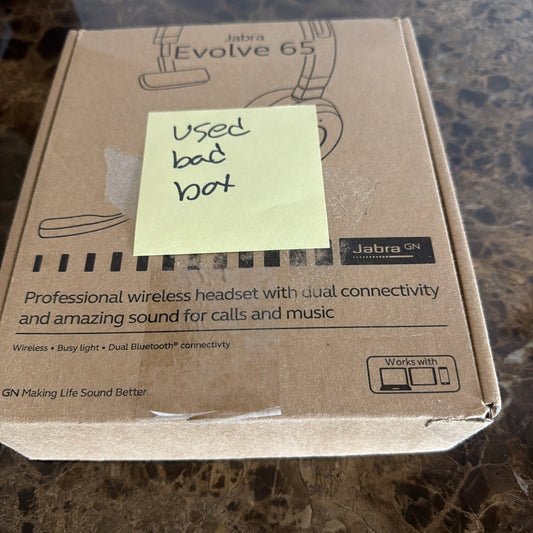 Jabra
Evolve 65
used
bad
box
Jabra GN
Professional wireless headset with dual connectivity
and amazing sound for calls and music
Wireless • Busy light • Dual Bluetooth® connectivty
Works with
GN Making Life Sound Better